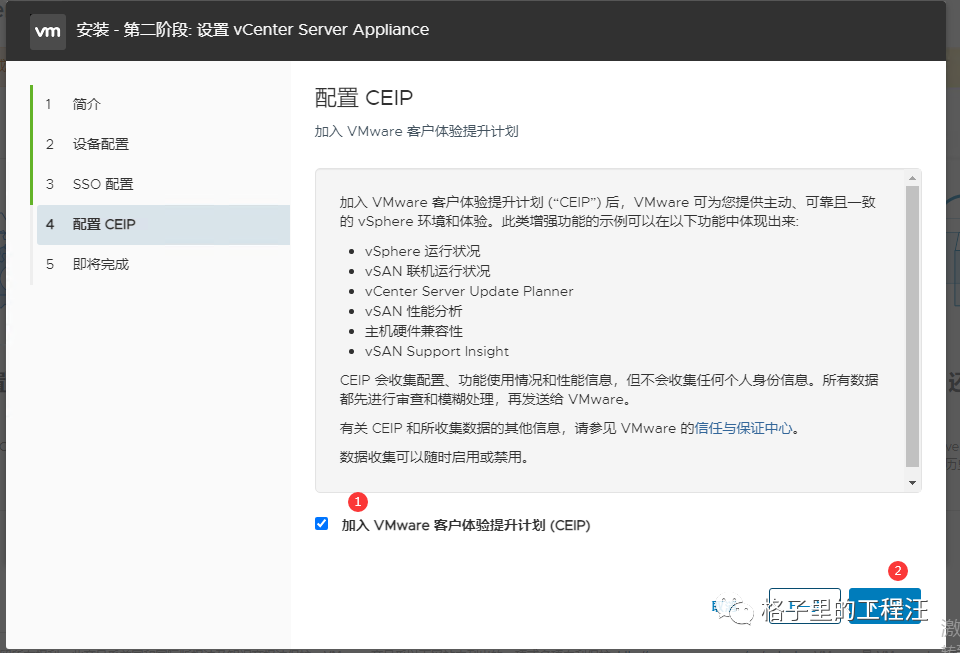 vm 安装 - 第二阶段: 设置 vCenter Server Appliance
1 简介
2 设备配置
3 SSO 配置
4 配置 CEIP
5 即将完成
配置 CEIP
加入 VMware 客户体验提升计划
加入 VMware 客户体验提升计划 (“CEIP”) 后，VMware 可为您提供主动、可靠且一致
的 vSphere 环境和体验。此类增强功能的示例可以在以下功能中体现出来:
• vSphere 运行状况
• vSAN 联机运行状况
• vCenter Server Update Planner
• vSAN 性能分析
• 主机硬件兼容性
• vSAN Support Insight
CEIP 会收集配置、功能使用情况和性能信息，但不会收集任何个人身份信息。所有数据
都先进行审查和模糊处理，再发送给 VMware。
有关 CEIP 和所收集数据的其他信息，请参见 VMware 的信任与保证中心。
数据收集可以随时启用或禁用。
1
加入 VMware 客户体验提升计划 (CEIP)
2
格子里的工程汪
激